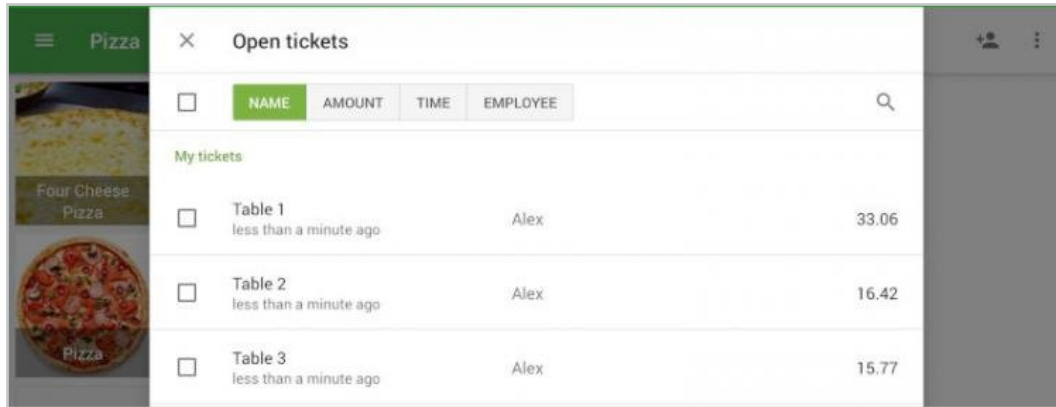 Pizza
Open tickets
NAME AMOUNT TIME EMPLOYEE
My tickets
Four Cheese
Pizza
Table 1
less than a minute ago
Alex
33.06
Table 2
less than a minute ago
Alex
16.42
Pizza
Table 3
less than a minute ago
Alex
15.77